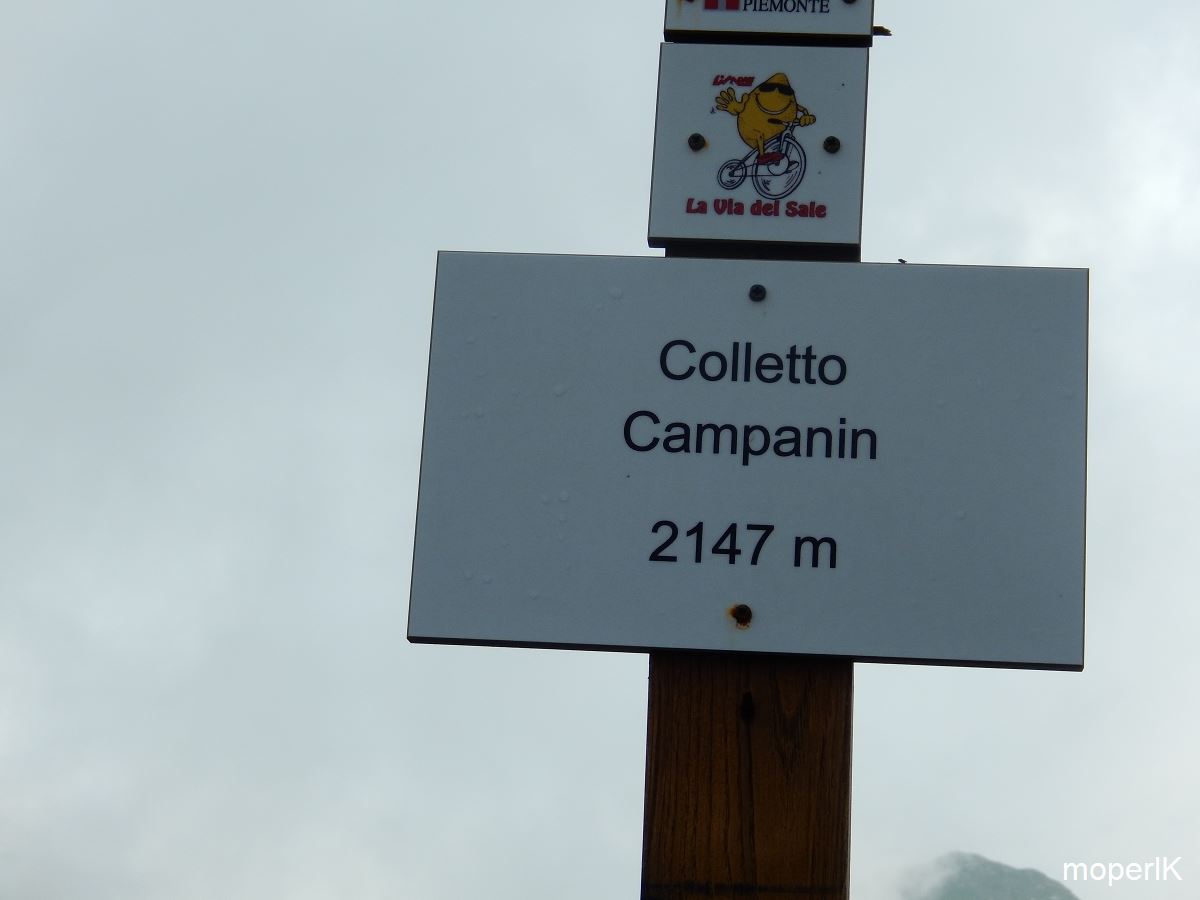 PIEMONTE
La Via del Sale
Colletto
Campanin
2147 m
moperlK